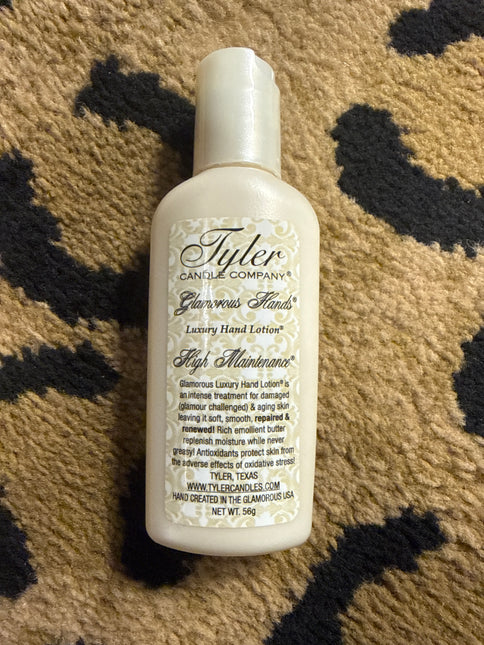 Tyler
CANDLE COMPANY®
Glamorous Hands®
Luxury Hand Lotion®
High Maintenance®
Glamorous Luxury Hand Lotion® is
an intense treatment for damaged
(glamour challenged) & aging skin
leaving it soft, smooth, repaired &
renewed! Rich emollient butter
replenish moisture while never
greasy! Antioxidants protect skin from
the adverse effects of oxidative stress!
TYLER, TEXAS
WWW.TYLERCANDLES.COM
HAND CREATED IN THE GLAMOROUS USA
NET WT. 56g